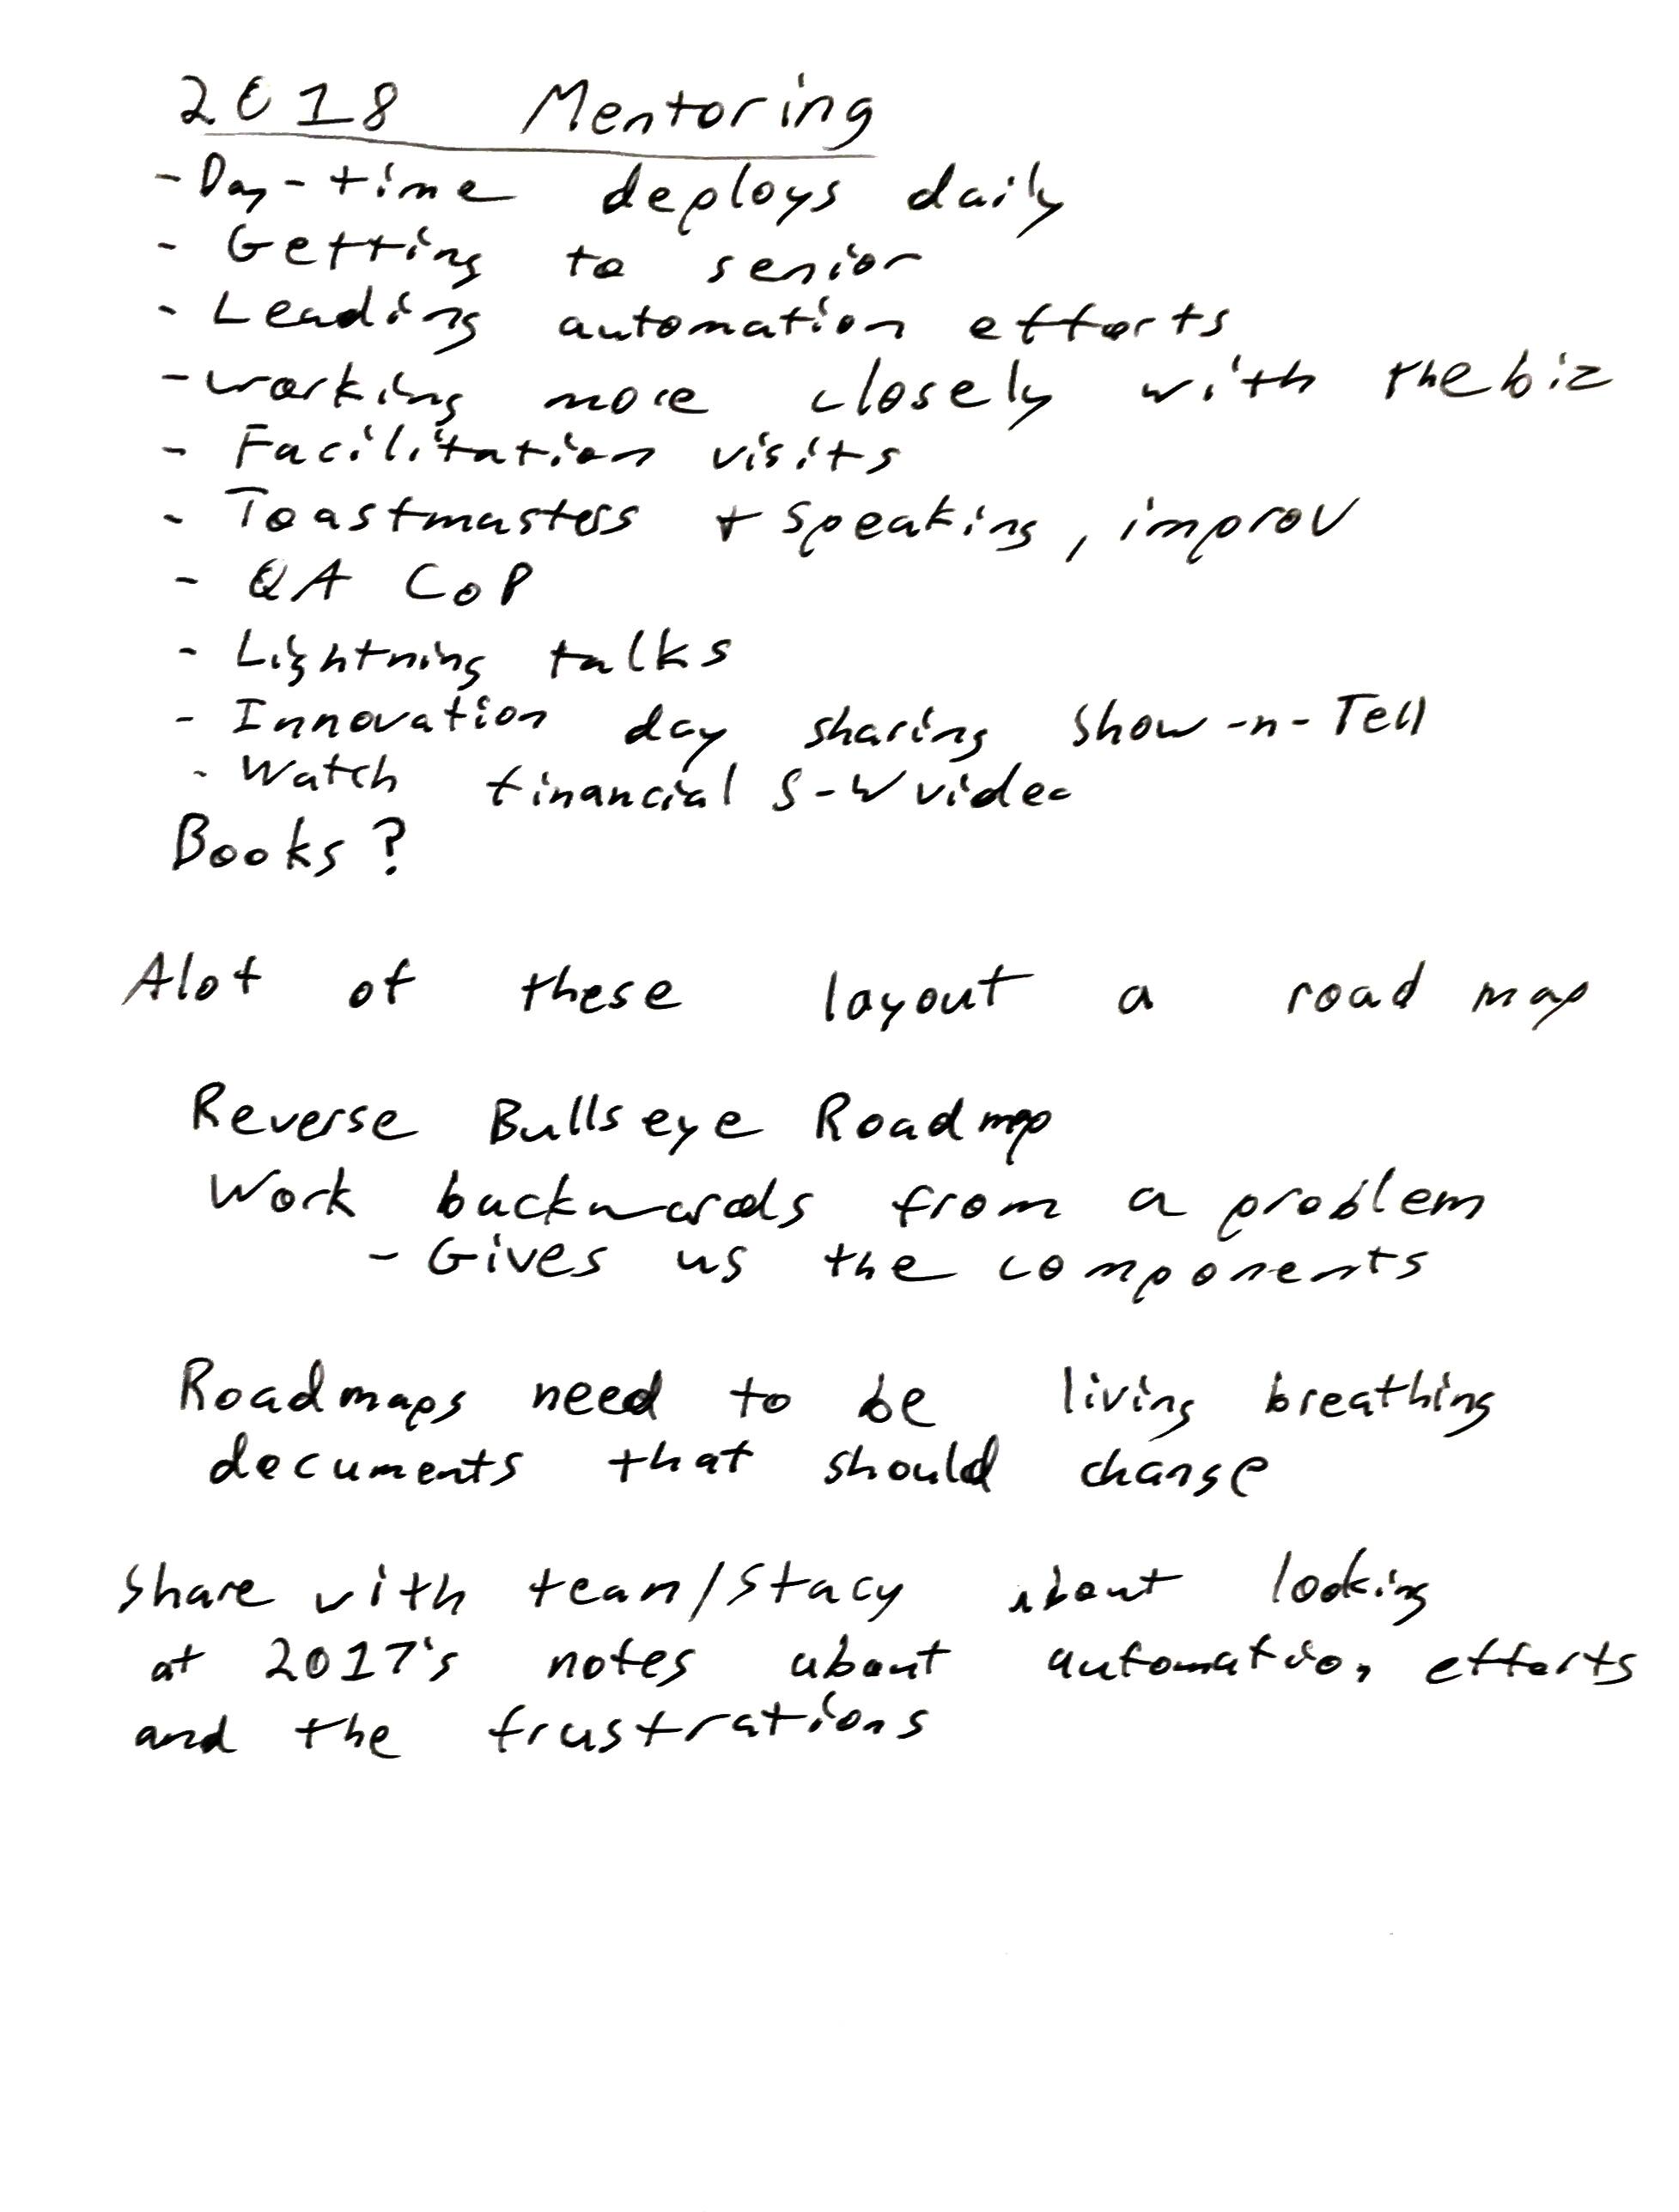 2018 Mentoring
- Day-time deploys daily
- Getting to senior
- Leading automation efforts
- working more closely with the biz
- Facilitation visits
- Toastmasters + Speaking, improv
- QA CoP
- Lightning talks
- Innovation day sharing Show-n-Tell
- Watch financial S-W video
Books?
Alot of these layout a road map
Reverse Bullseye Roadmap
Work backwards from a problem
- Gives us the components
Roadmaps need to be living breathing
documents that should change
Share with team/Stacy about looking
at 2017's notes about automation efforts
and the frustrations